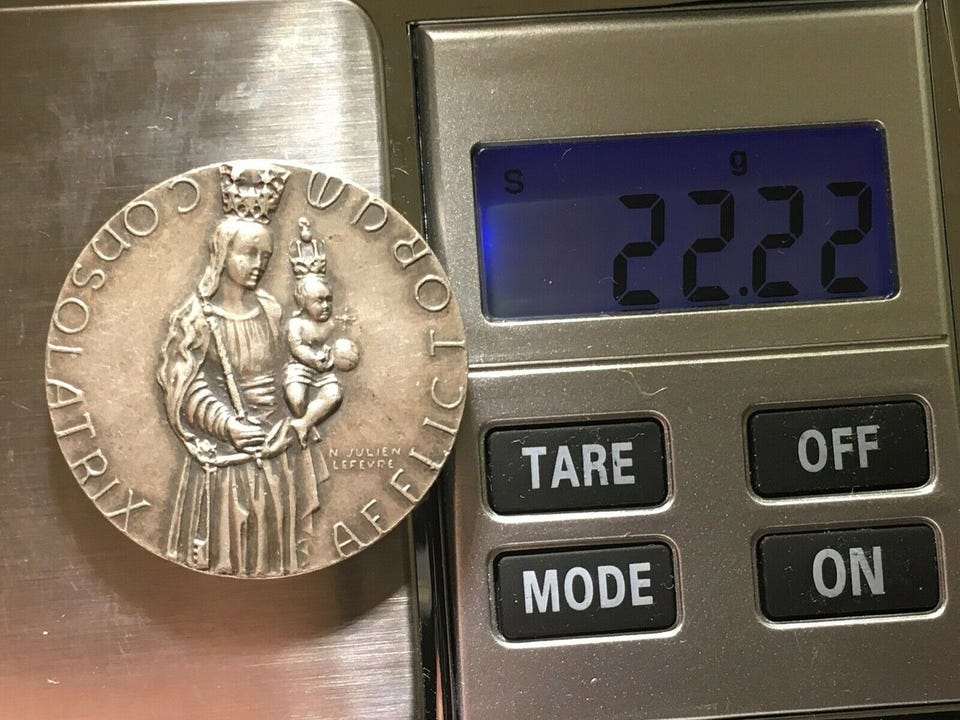 CONSOLATRIX
AFFLICTORUM
N JULIEN
LEFEVRE
S
g
22.22
TARE
OFF
MODE
ON